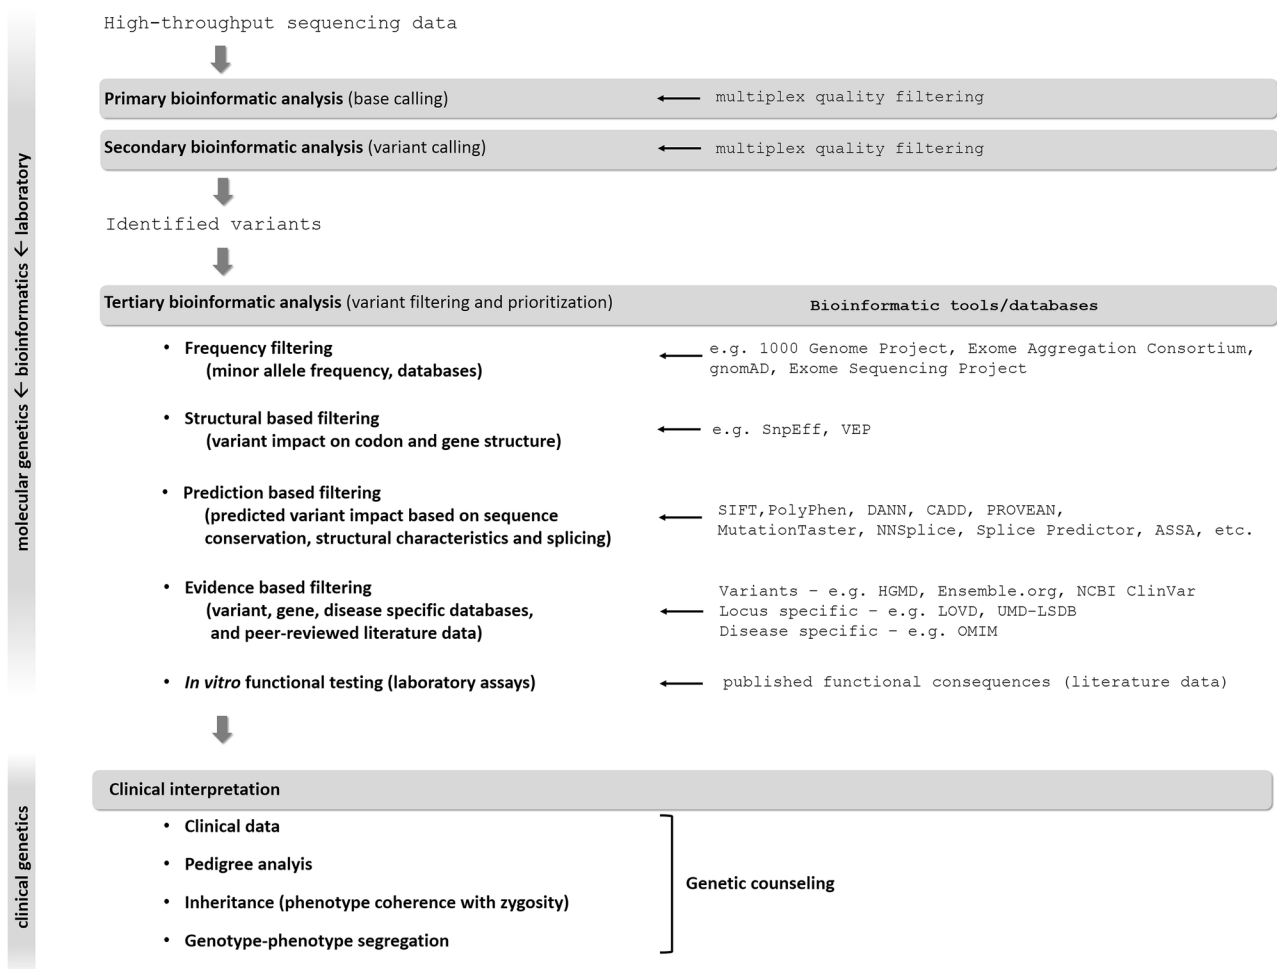 High-throughput sequencing data
Primary bioinformatic analysis (base calling)
multiplex quality filtering
Secondary bioinformatic analysis (variant calling)
multiplex quality filtering
Identified variants
Tertiary bioinformatic analysis (variant filtering and prioritization)
Bioinformatic tools/databases
• Frequency filtering
(minor allele frequency, databases)
e.g. 1000 Genome Project, Exome Aggregation Consortium,
gnomAD, Exome Sequencing Project
• Structural based filtering
(variant impact on codon and gene structure)
e.g. SnpEff, VEP
• Prediction based filtering
(predicted variant impact based on sequence
conservation, structural characteristics and splicing)
SIFT,PolyPhen, DANN, CADD, PROVEAN,
MutationTaster, NNSplice, Splice Predictor, ASSA, etc.
• Evidence based filtering
(variant, gene, disease specific databases,
and peer-reviewed literature data)
Variants – e.g. HGMD, Ensemble.org, NCBI ClinVar
Locus specific – e.g. LOVD, UMD-LSDB
Disease specific – e.g. OMIM
• In vitro functional testing (laboratory assays)
published functional consequences (literature data)
Clinical interpretation
• Clinical data
• Pedigree analyis
• Inheritance (phenotype coherence with zygosity)
• Genotype-phenotype segregation
Genetic counseling
molecular genetics ← bioinformatics ← laboratory
clinical genetics